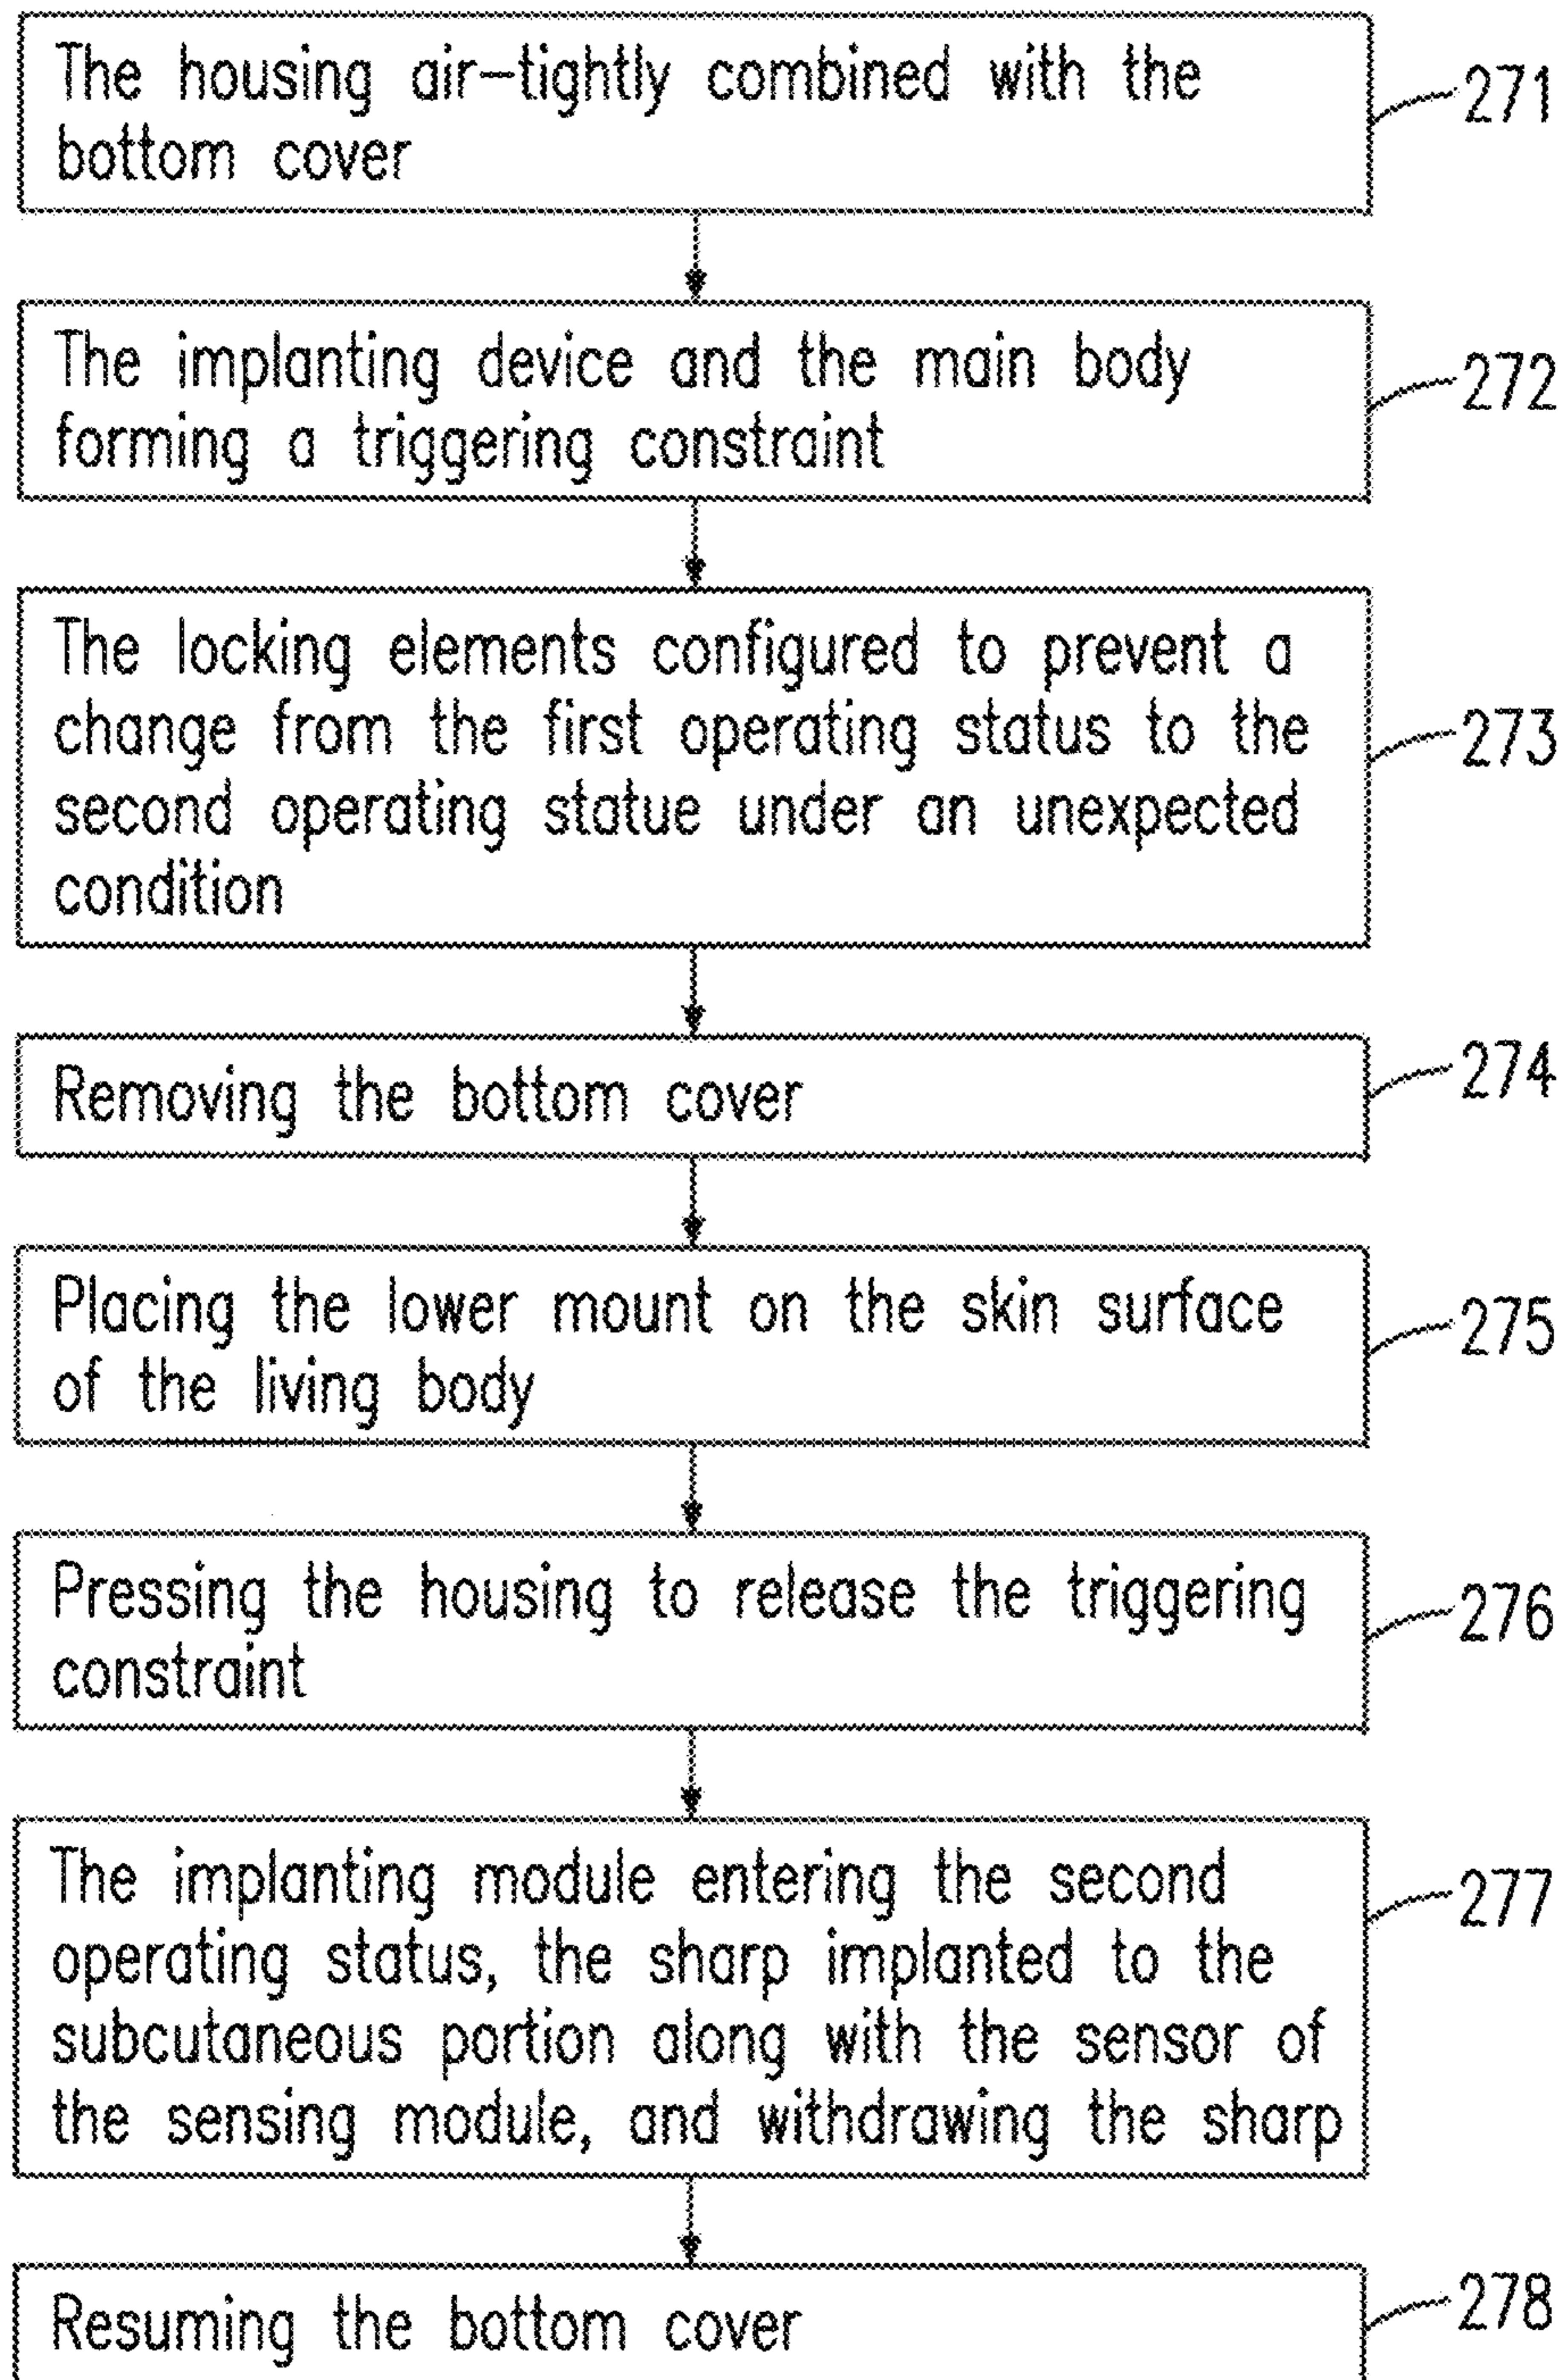 The housing air-tightly combined with the
bottom cover
271
The implanting device and the main body
forming a triggering constraint
272
The locking elements configured to prevent a
change from the first operating status to the
second operating statue under an unexpected
condition
273
Removing the bottom cover
274
Placing the lower mount on the skin surface
of the living body
275
Pressing the housing to release the triggering
constraint
276
The implanting module entering the second
operating status, the sharp implanted to the
subcutaneous portion along with the sensor of
the sensing module, and withdrawing the sharp
277
Resuming the bottom cover
278